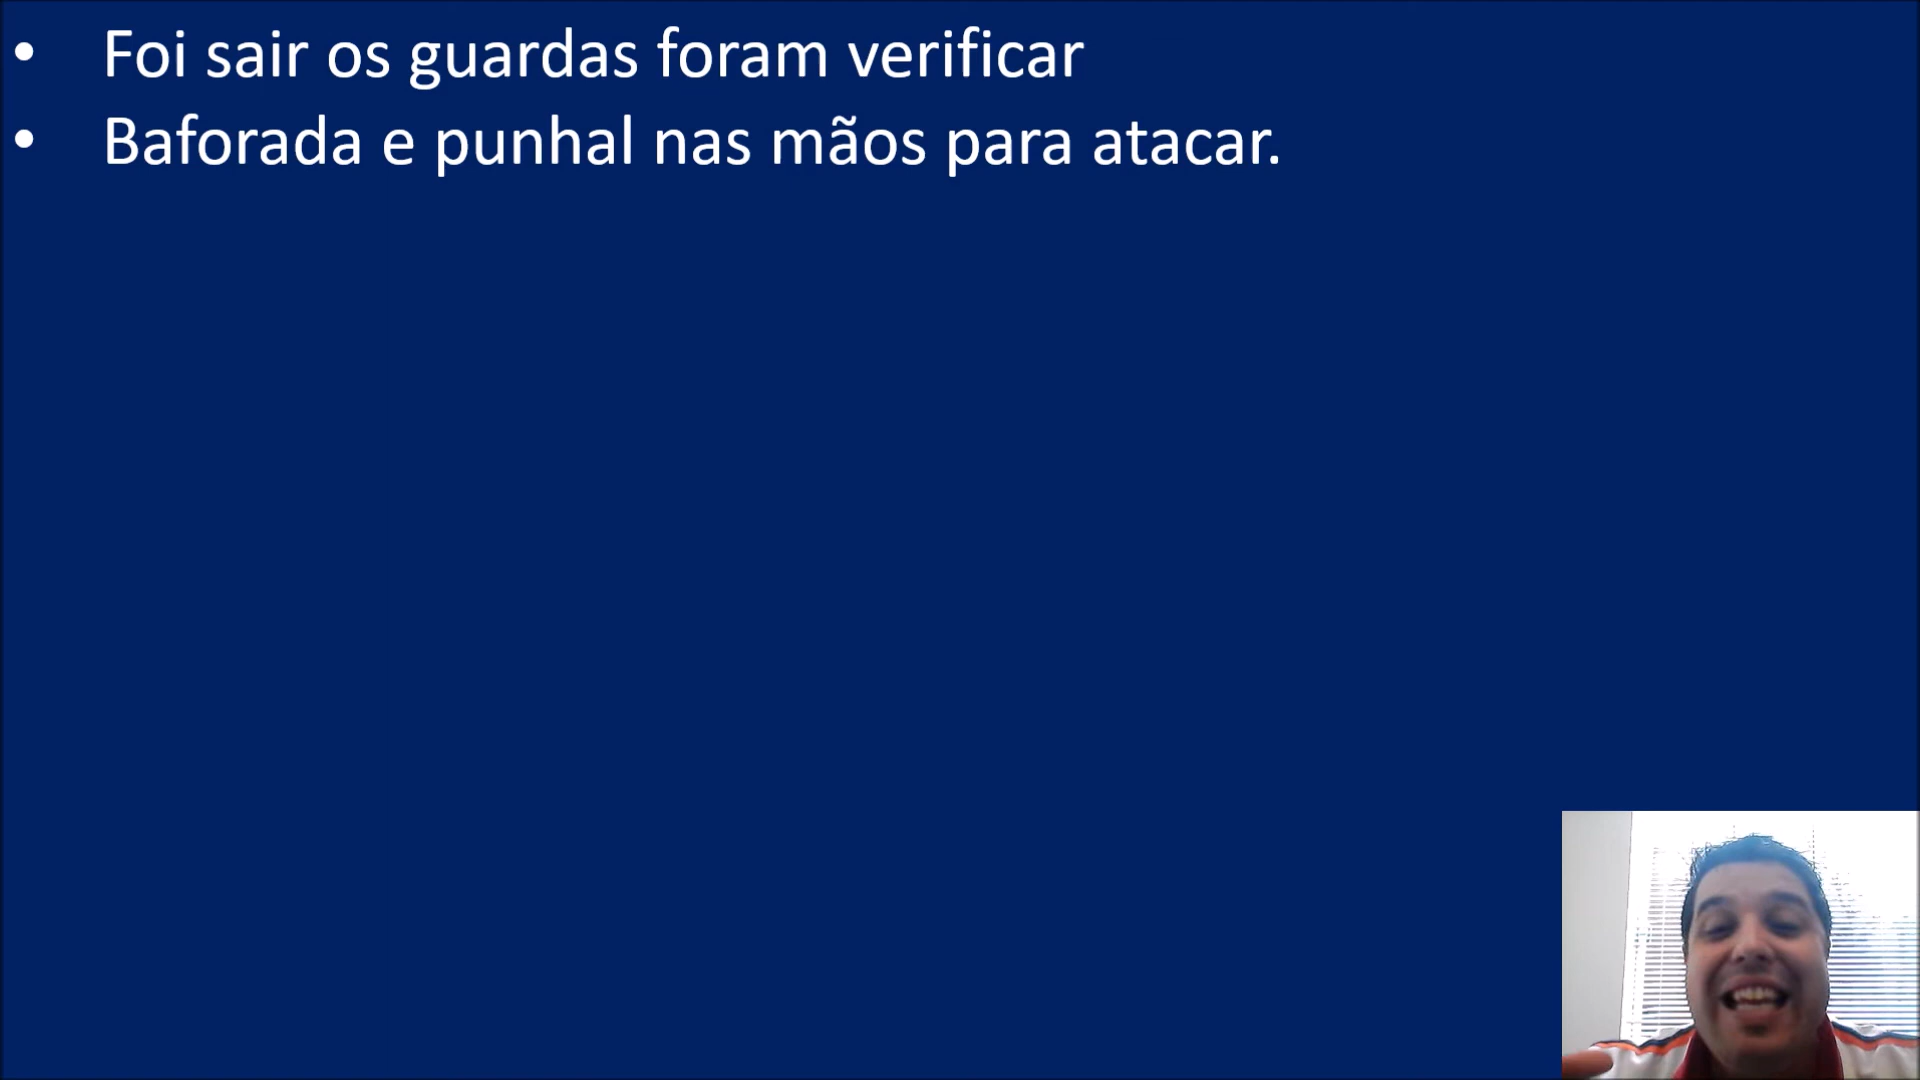 • Foi sair os guardas foram verificar
• Baforada e punhal nas mãos para atacar.